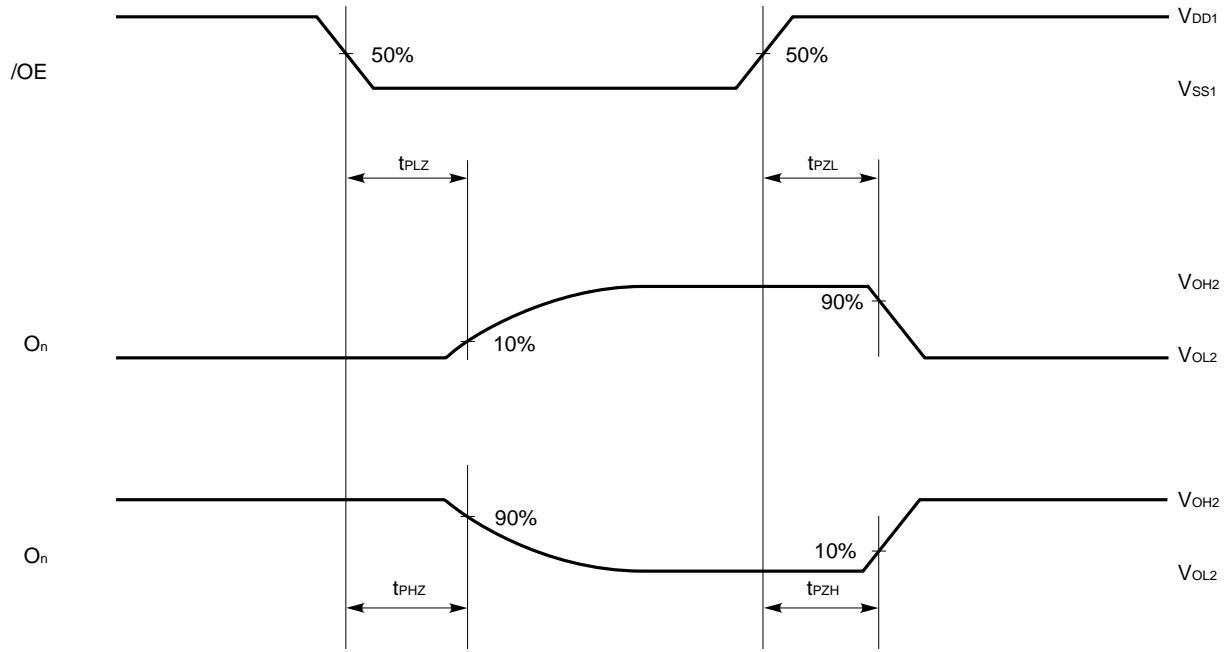 VDD1
/OE
50%
50%
VSS1
tPLZ
tPZL
VOH2
90%
On
10%
VOL2
VOH2
90%
On
10%
VOL2
tPHZ
tPZH